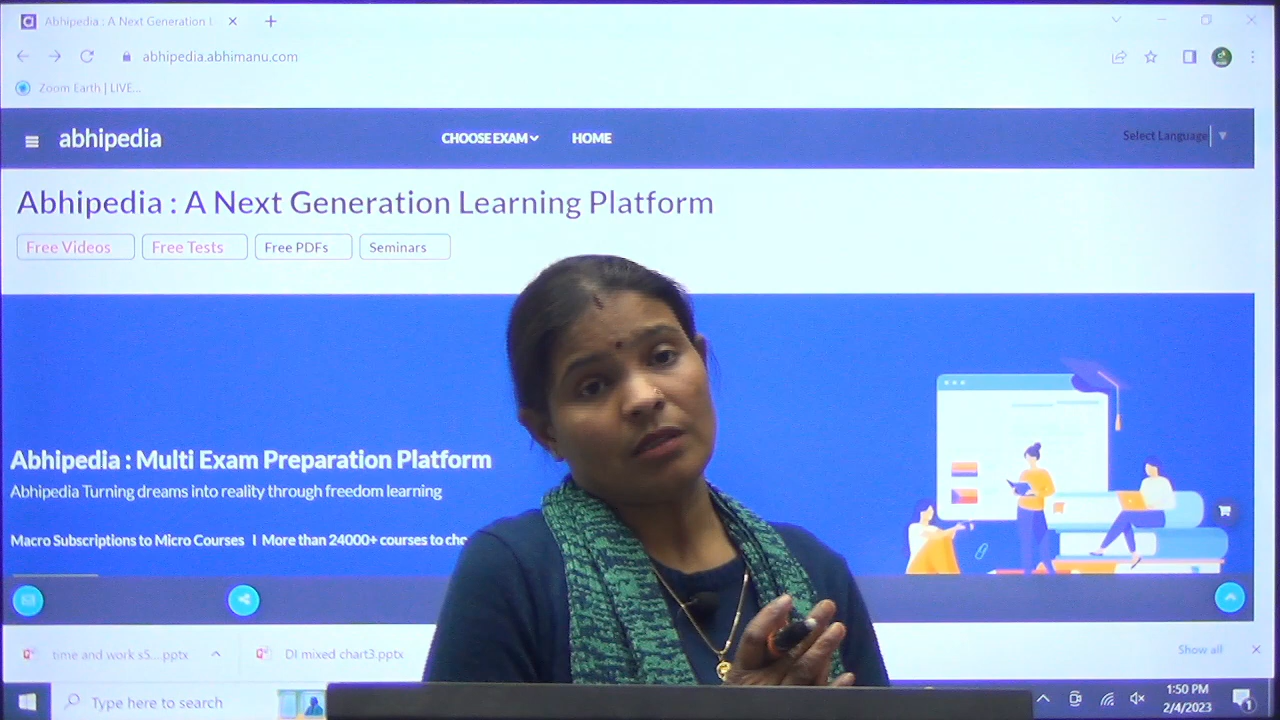 Abhipedia : A Next Generation L
abhipedia.abhimanu.com
Zoom Earth | LIVE...
abhipedia
CHOOSE EXAM
HOME
Select Language
Abhipedia : A Next Generation Learning Platform
Free Videos
Free Tests
Free PDFs
Seminars
Abhipedia : Multi Exam Preparation Platform
Abhipedia Turning dreams into reality through freedom learning
Macro Subscriptions to Micro Courses I More than 24000+ courses to cho
time and work s5....pptx
DI mixed chart3.pptx
Show all
Type here to search
1:50 PM
2/4/2023
1